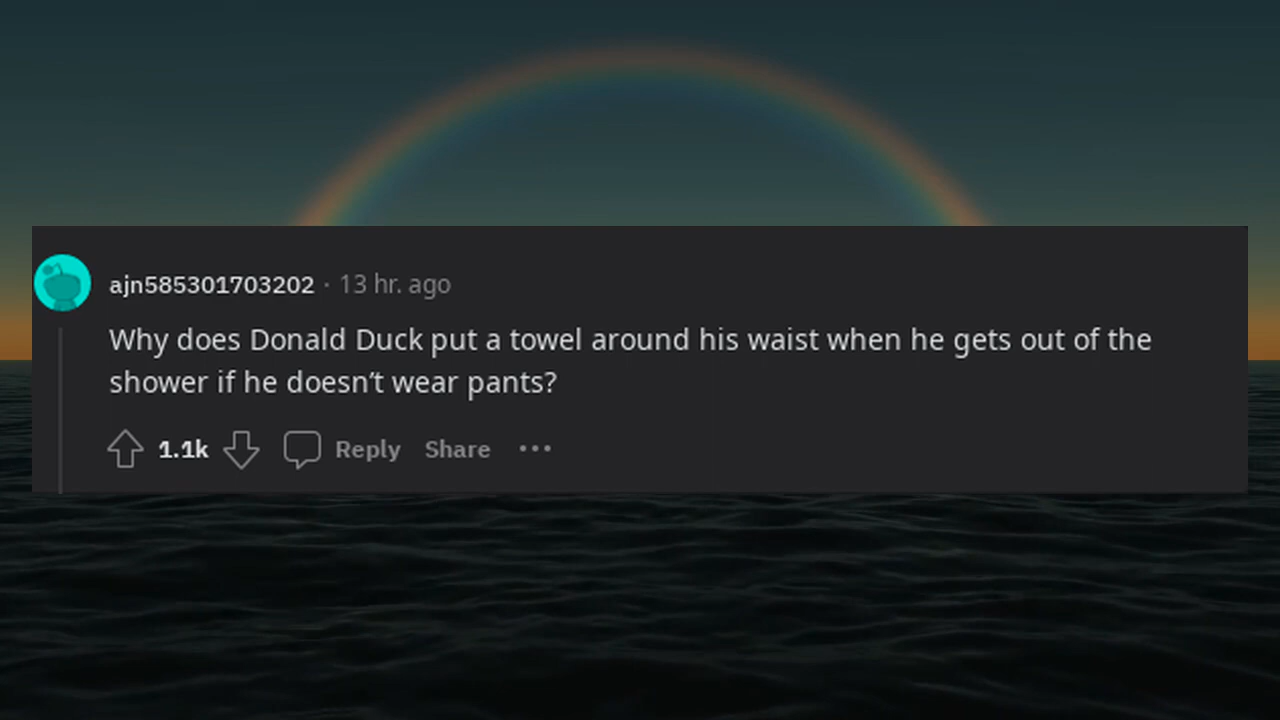 ajn585301703202 · 13 hr. ago
Why does Donald Duck put a towel around his waist when he gets out of the
shower if he doesn’t wear pants?
1.1k Reply Share •••